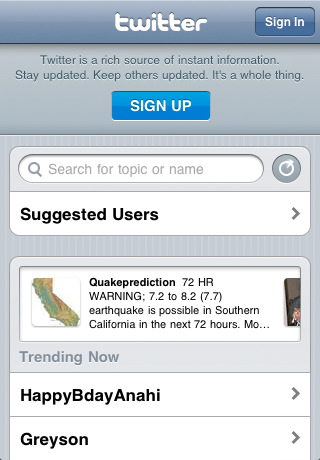 twitter
Sign In
Twitter is a rich source of instant information.
Stay updated. Keep others updated. It's a whole thing.
SIGN UP
Search for topic or name
Suggested Users
Quakeprediction 72 HR
WARNING; 7.2 to 8.2 (7.7)
earthquake is possible in Southern
California in the next 72 hours. Mo...
Trending Now
HappyBdayAnahi
Greyson